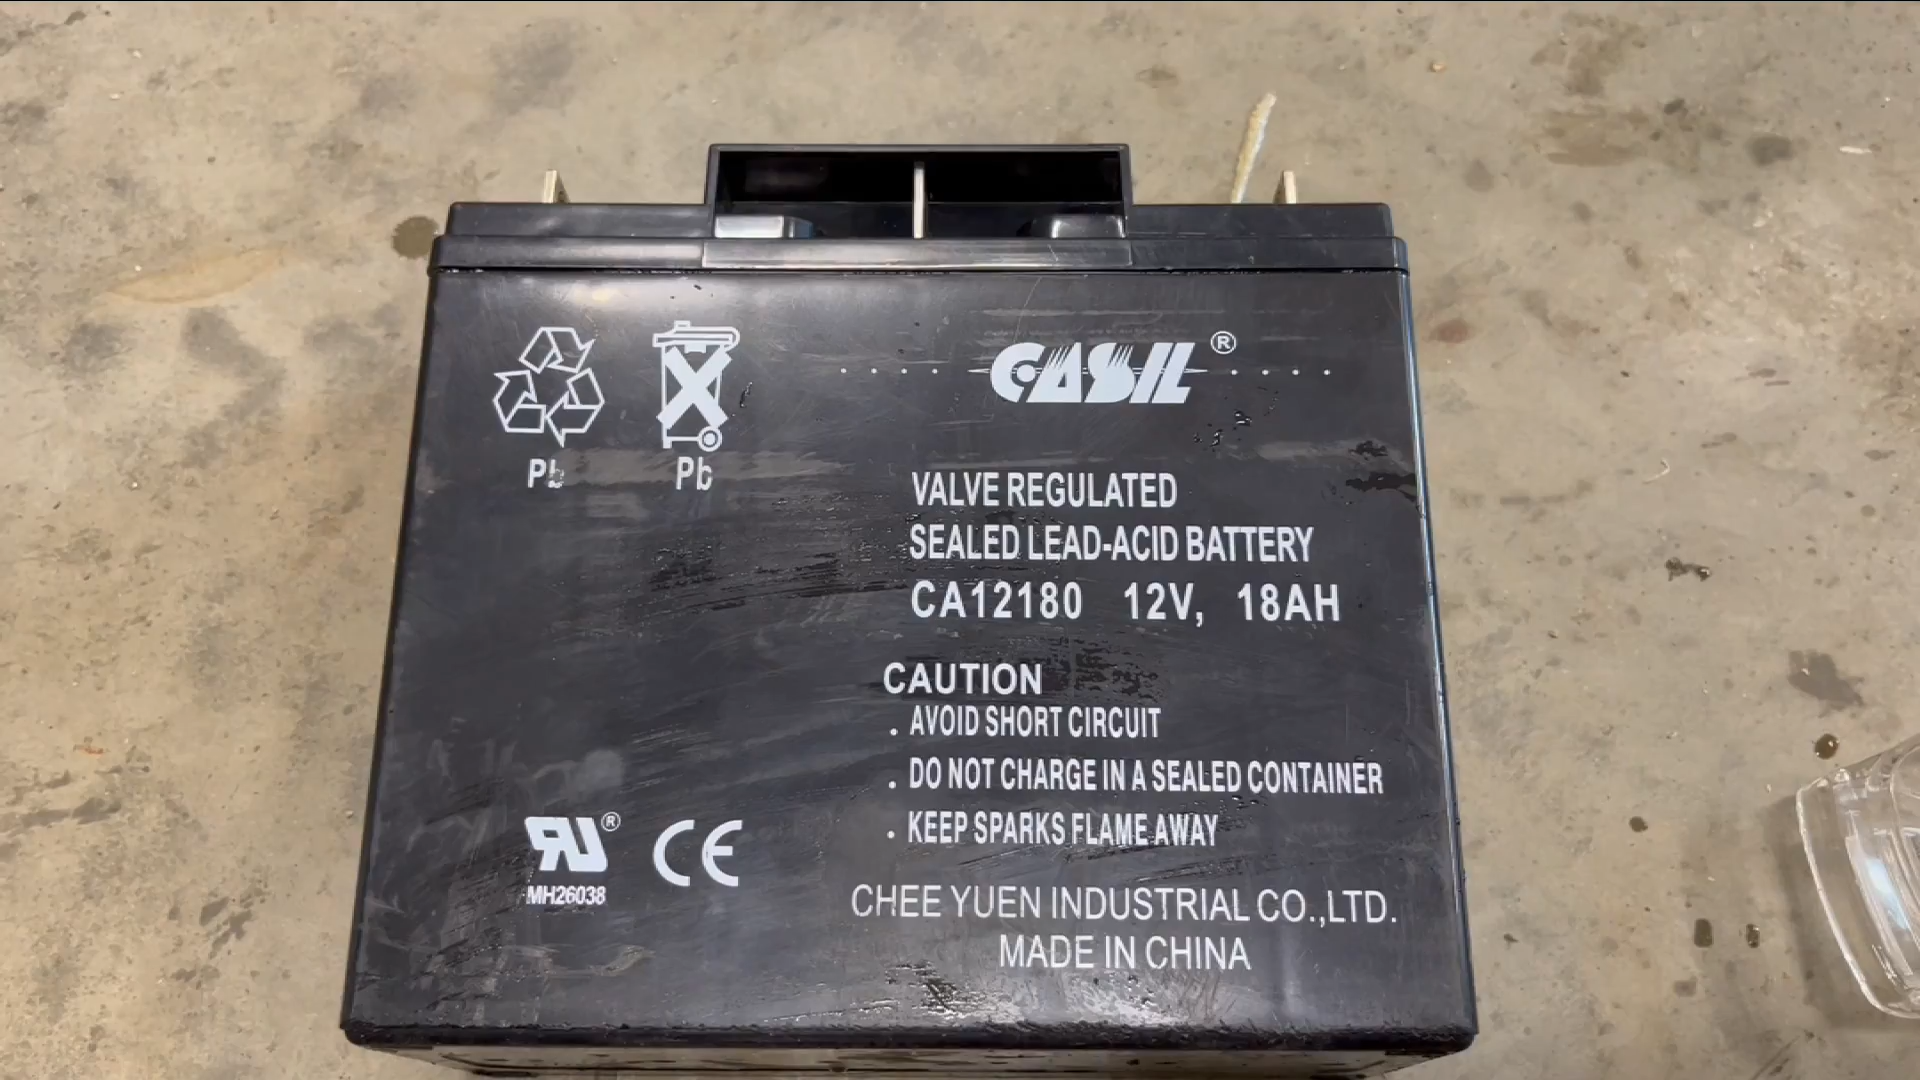 CASIL ®
Pb Pb
VALVE REGULATED
SEALED LEAD-ACID BATTERY
CA12180 12V, 18AH
CAUTION
. AVOID SHORT CIRCUIT
. DO NOT CHARGE IN A SEALED CONTAINER
. KEEP SPARKS FLAME AWAY
RU ® CE
MH26038
CHEE YUEN INDUSTRIAL CO.,LTD.
MADE IN CHINA